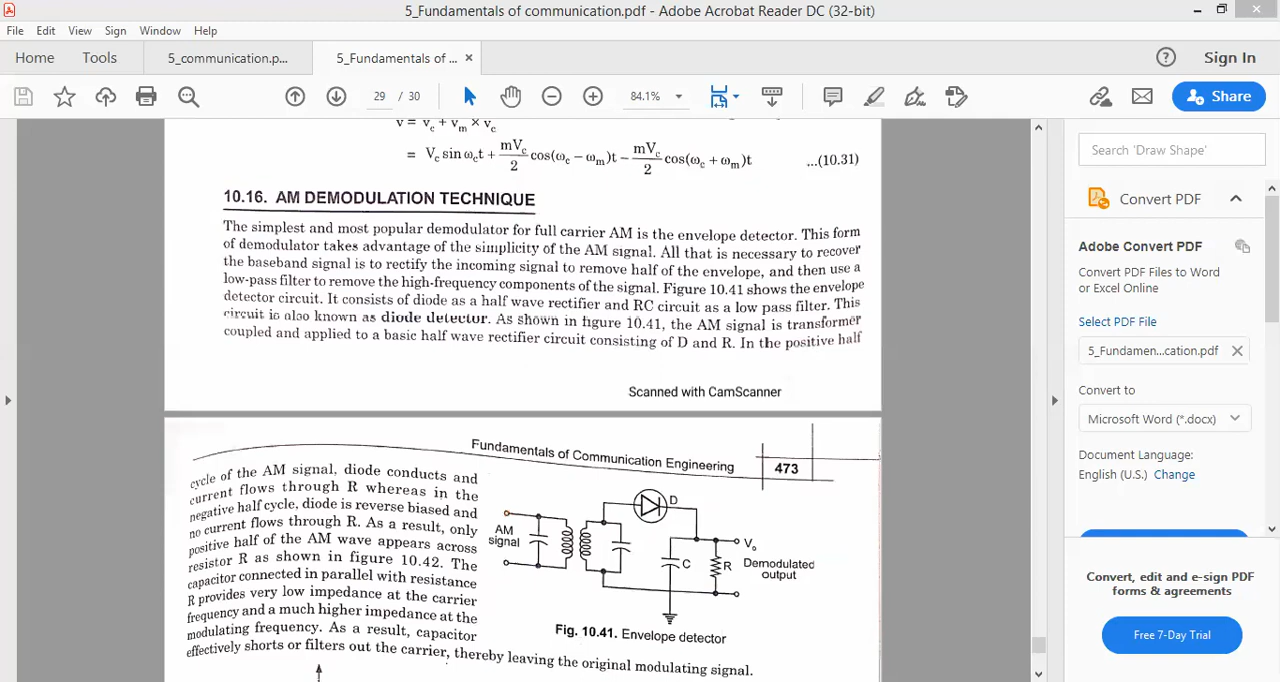 5_Fundamentals of communication.pdf - Adobe Acrobat Reader DC (32-bit)
File Edit View Sign Window Help
Home Tools 5_communication.p... 5_Fundamentals of ... × Sign In
29 / 30 84.1% Share
v = vc + vm × vc
= Vc sin ωct + mVc/2 cos(ωc − ωm)t − mVc/2 cos(ωc + ωm)t ...(10.31)
10.16. AM DEMODULATION TECHNIQUE
The simplest and most popular demodulator for full carrier AM is the envelope detector. This form
of demodulator takes advantage of the simplicity of the AM signal. All that is necessary to recover
the baseband signal is to rectify the incoming signal to remove half of the envelope, and then use a
low-pass filter to remove the high-frequency components of the signal. Figure 10.41 shows the envelope
detector circuit. It consists of diode as a half wave rectifier and RC circuit as a low pass filter. This
circuit is also known as diode detector. As shown in figure 10.41, the AM signal is transformer
coupled and applied to a basic half wave rectifier circuit consisting of D and R. In the positive half
Scanned with CamScanner
Fundamentals of Communication Engineering 473
cycle of the AM signal, diode conducts and
current flows through R whereas in the
negative half cycle, diode is reverse biased and
no current flows through R. As a result, only
positive half of the AM wave appears across
resistor R as shown in figure 10.42. The
capacitor connected in parallel with resistance
R provides very low impedance at the carrier
frequency and a much higher impedance at the
modulating frequency. As a result, capacitor
effectively shorts or filters out the carrier, thereby leaving the original modulating signal.
D
AM
signal
C
R
Vo
Demodulated
output
Fig. 10.41. Envelope detector
Search 'Draw Shape'
Convert PDF
Adobe Convert PDF
Convert PDF Files to Word
or Excel Online
Select PDF File
5_Fundamen...cation.pdf
Convert to
Microsoft Word (*.docx)
Document Language:
English (U.S.) Change
Convert, edit and e-sign PDF
forms & agreements
Free 7-Day Trial